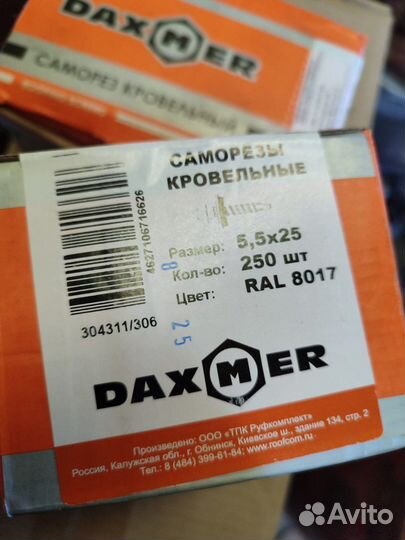 DAXMER
САМОРЕЗ КРОВЕЛЬНЫЙ
САМОРЕЗЫ
КРОВЕЛЬНЫЕ
Размер: 5,5x25
Кол-во: 250 шт
Цвет: RAL 8017
4627106716626
304311/306
8
25
DAXMER
Произведено: ООО «ТПК Руфкомплект»
Россия, Калужская обл., г. Обнинск, Киевское ш., здание 134, стр. 2
Тел.: 8 (484) 399-61-84; www.roofcom.ru
Avito